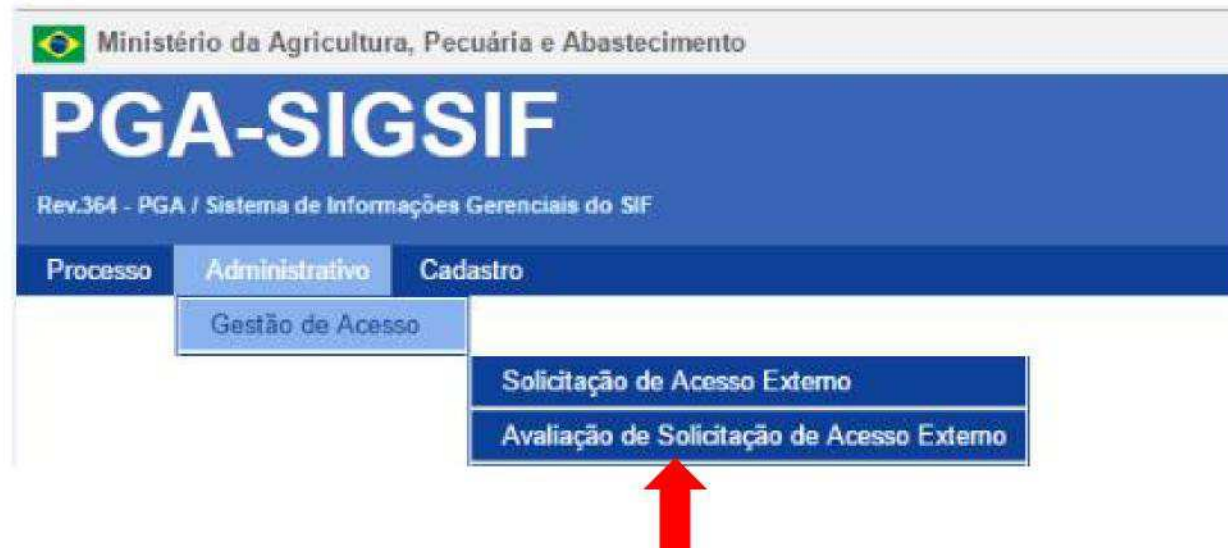 Ministério da Agricultura, Pecuária e Abastecimento
PGA-SIGSIF
Rev.364 - PGA / Sistema de Informações Gerenciais do SIF
Processo Administrativo Cadastro
Gestão de Acesso
Solicitação de Acesso Externo
Avaliação de Solicitação de Acesso Externo